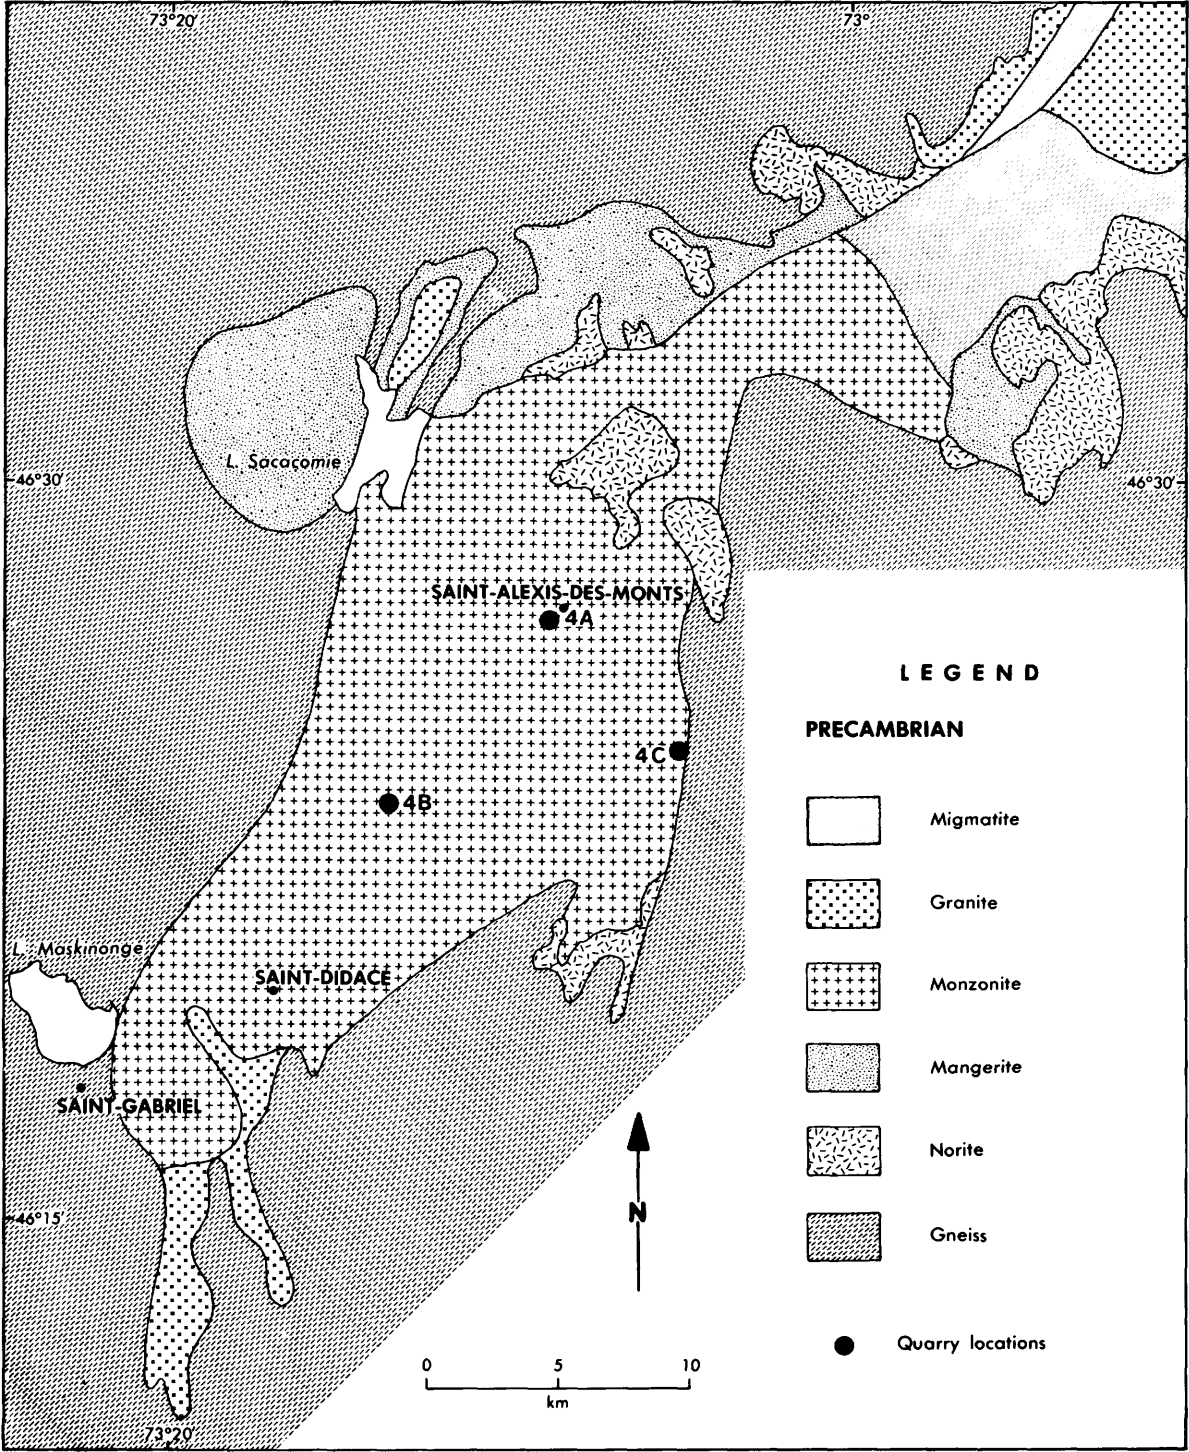 73°20′
73°
L. Sacacomie
46°30′
46°30′
SAINT-ALEXIS-DES-MONTS
4A
4C
4B
L. Maskinonge
SAINT-DIDACE
SAINT-GABRIEL
46°15′
73°20′
N
0 5 10
km
LEGEND
PRECAMBRIAN
Migmatite
Granite
Monzonite
Mangerite
Norite
Gneiss
Quarry locations